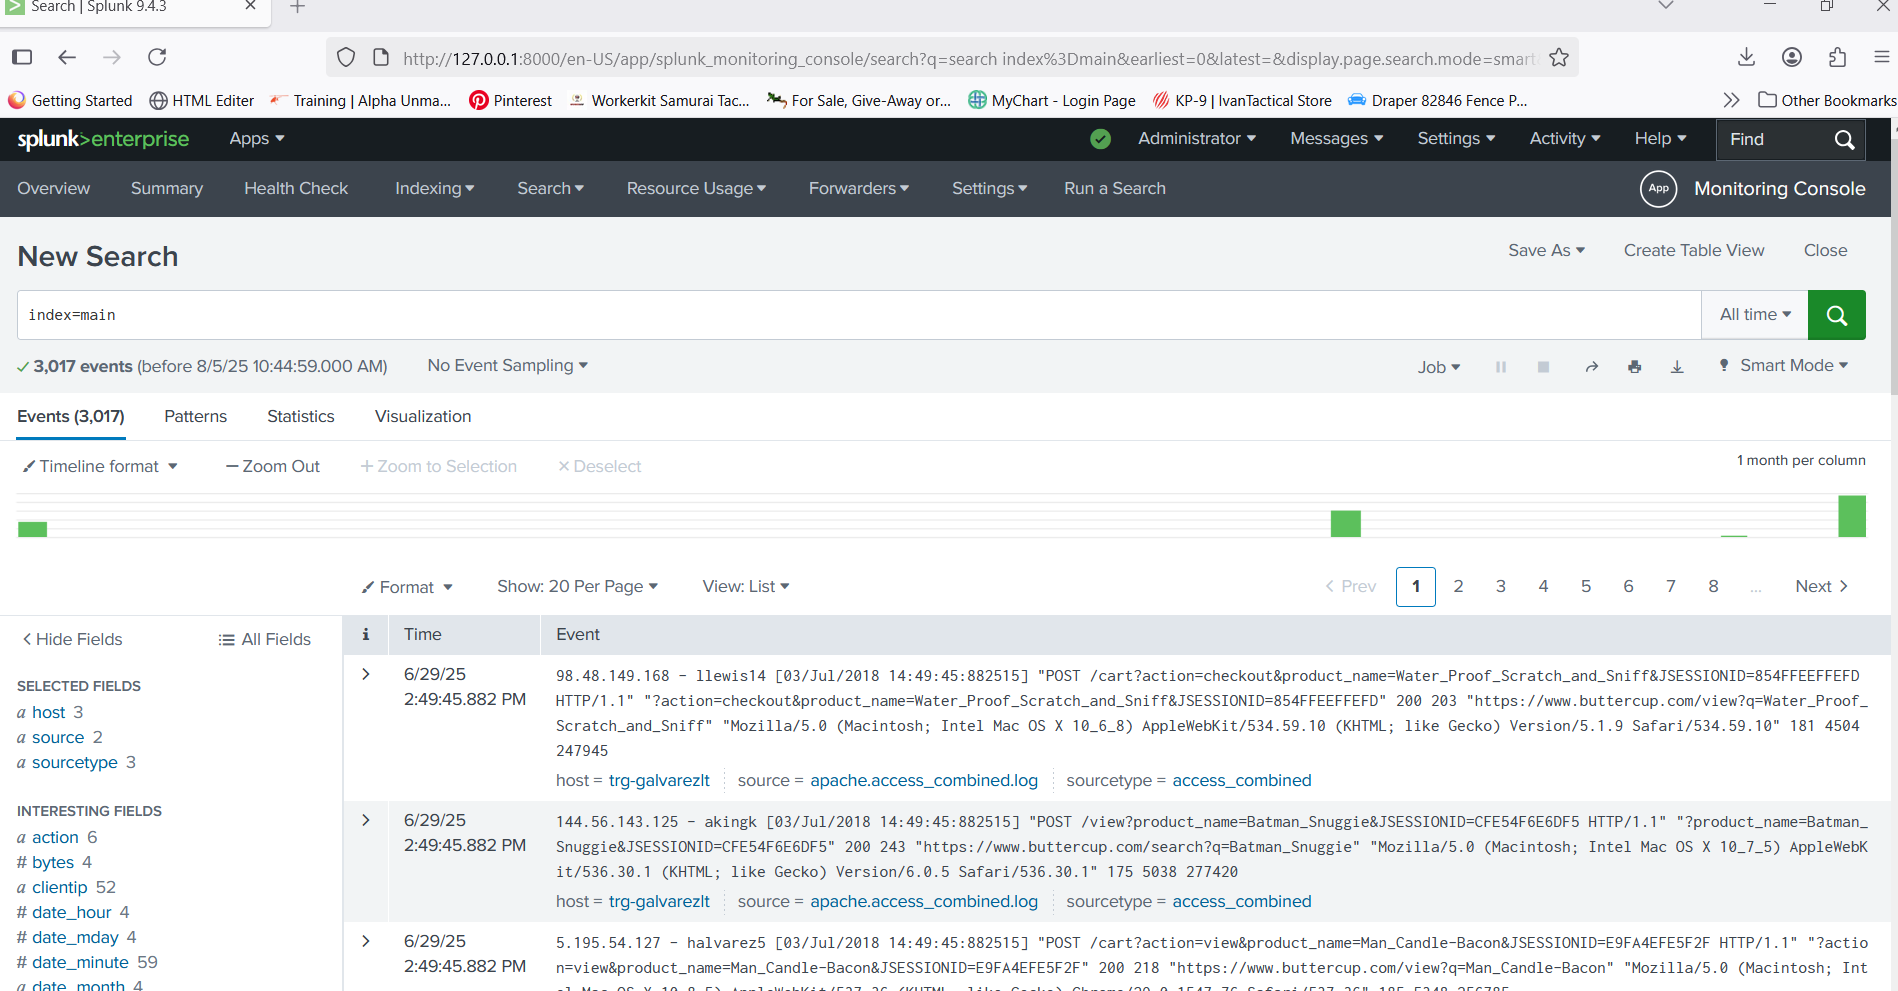 Search | Splunk 9.4.3
http://127.0.0.1:8000/en-US/app/splunk_monitoring_console/search?q=search index%3Dmain&earliest=0&latest=&display.page.search.mode=smart
Getting Started HTML Editer Training | Alpha Unma... Pinterest Workerkit Samurai Tac... For Sale, Give-Away or... MyChart - Login Page KP-9 | IvanTactical Store Draper 82846 Fence P... Other Bookmarks
splunk>enterprise Apps Administrator Messages Settings Activity Help Find
Overview Summary Health Check Indexing Search Resource Usage Forwarders Settings Run a Search App Monitoring Console
New Search Save As Create Table View Close
index=main All time
3,017 events (before 8/5/25 10:44:59.000 AM) No Event Sampling Job Smart Mode
Events (3,017) Patterns Statistics Visualization
Timeline format Zoom Out Zoom to Selection Deselect 1 month per column
Format Show: 20 Per Page View: List Prev 1 2 3 4 5 6 7 8 ... Next
Hide Fields All Fields
SELECTED FIELDS
a host 3
a source 2
a sourcetype 3
INTERESTING FIELDS
a action 6
# bytes 4
a clientip 52
# date_hour 4
# date_mday 4
# date_minute 59
a date_month 4
i Time Event
6/29/25
2:49:45.882 PM
98.48.149.168 - llewis14 [03/Jul/2018 14:49:45:882515] "POST /cart?action=checkout&product_name=Water_Proof_Scratch_and_Sniff&JSESSIONID=854FFEEFFEFD
HTTP/1.1" "?action=checkout&product_name=Water_Proof_Scratch_and_Sniff&JSESSIONID=854FFEEFFEFD" 200 203 "https://www.buttercup.com/view?q=Water_Proof_
Scratch_and_Sniff" "Mozilla/5.0 (Macintosh; Intel Mac OS X 10_6_8) AppleWebKit/534.59.10 (KHTML; like Gecko) Version/5.1.9 Safari/534.59.10" 181 4504
247945
host = trg-galvarezlt source = apache.access_combined.log sourcetype = access_combined
6/29/25
2:49:45.882 PM
144.56.143.125 - akingk [03/Jul/2018 14:49:45:882515] "POST /view?product_name=Batman_Snuggie&JSESSIONID=CFE54F6E6DF5 HTTP/1.1" "?product_name=Batman_
Snuggie&JSESSIONID=CFE54F6E6DF5" 200 243 "https://www.buttercup.com/search?q=Batman_Snuggie" "Mozilla/5.0 (Macintosh; Intel Mac OS X 10_7_5) AppleWebK
it/536.30.1 (KHTML; like Gecko) Version/6.0.5 Safari/536.30.1" 175 5038 277420
host = trg-galvarezlt source = apache.access_combined.log sourcetype = access_combined
6/29/25
2:49:45.882 PM
5.195.54.127 - halvarez5 [03/Jul/2018 14:49:45:882515] "POST /cart?action=view&product_name=Man_Candle-Bacon&JSESSIONID=E9FA4EFE5F2F HTTP/1.1" "?actio
n=view&product_name=Man_Candle-Bacon&JSESSIONID=E9FA4EFE5F2F" 200 218 "https://www.buttercup.com/view?q=Man_Candle-Bacon" "Mozilla/5.0 (Macintosh; Int